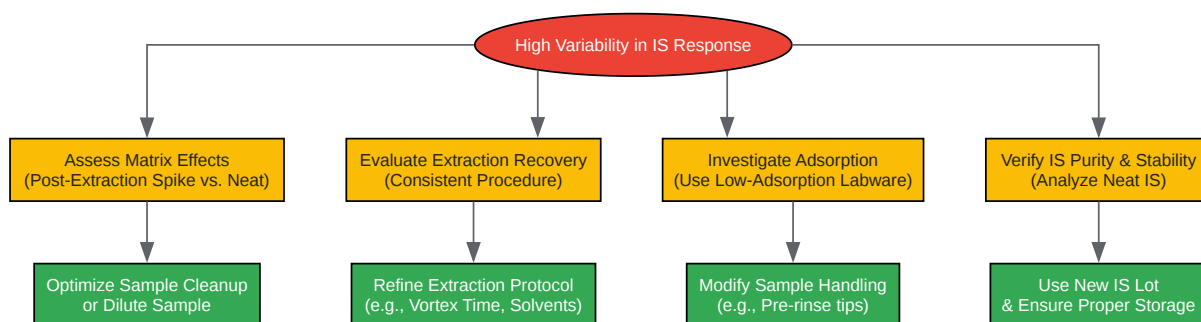 High Variability in IS Response
Assess Matrix Effects
(Post-Extraction Spike vs. Neat)
Evaluate Extraction Recovery
(Consistent Procedure)
Investigate Adsorption
(Use Low-Adsorption Labware)
Verify IS Purity & Stability
(Analyze Neat IS)
Optimize Sample Cleanup
or Dilute Sample
Refine Extraction Protocol
(e.g., Vortex Time, Solvents)
Modify Sample Handling
(e.g., Pre-rinse tips)
Use New IS Lot
& Ensure Proper Storage